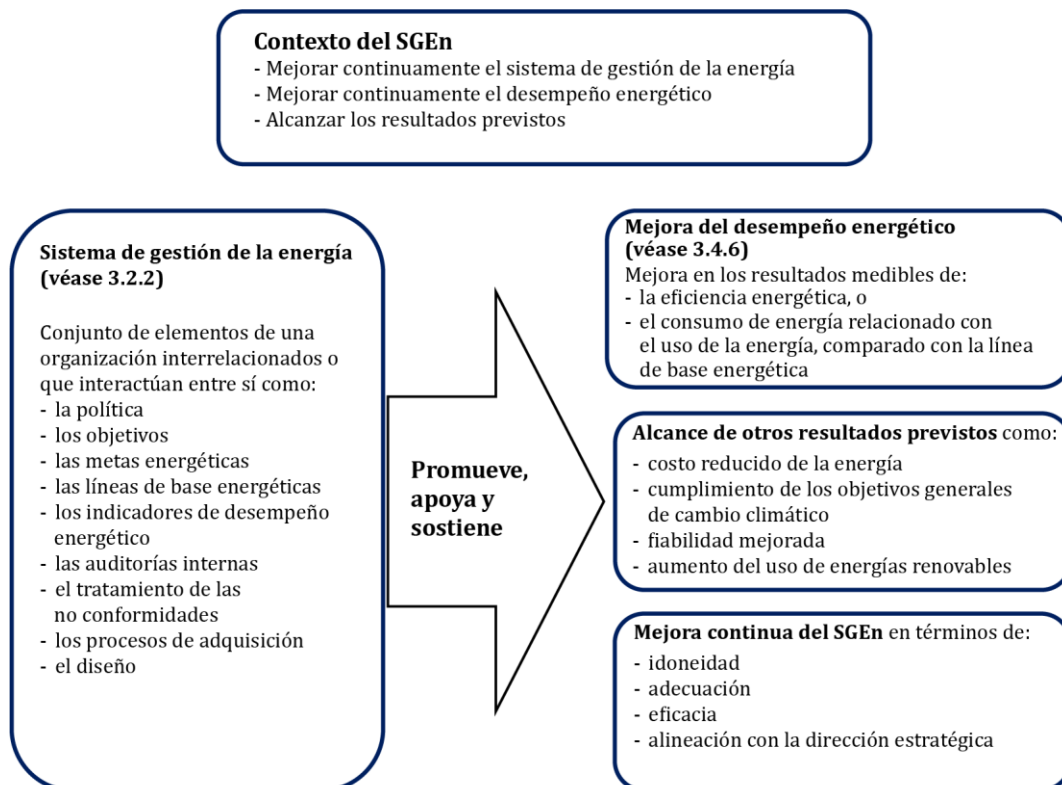 Contexto del SGEn
- Mejorar continuamente el sistema de gestión de la energía
- Mejorar continuamente el desempeño energético
- Alcanzar los resultados previstos
Sistema de gestión de la energía
(véase 3.2.2)
Conjunto de elementos de una
organización interrelacionados o
que interactúan entre sí como:
- la política
- los objetivos
- las metas energéticas
- las líneas de base energéticas
- los indicadores de desempeño
energético
- las auditorías internas
- el tratamiento de las
no conformidades
- los procesos de adquisición
- el diseño
Promueve,
apoya y
sostiene
Mejora del desempeño energético
(véase 3.4.6)
Mejora en los resultados medibles de:
- la eficiencia energética, o
- el consumo de energía relacionado con
el uso de la energía, comparado con la línea
de base energética
Alcance de otros resultados previstos como:
- costo reducido de la energía
- cumplimiento de los objetivos generales
de cambio climático
- fiabilidad mejorada
- aumento del uso de energías renovables
Mejora continua del SGEn en términos de:
- idoneidad
- adecuación
- eficacia
- alineación con la dirección estratégica